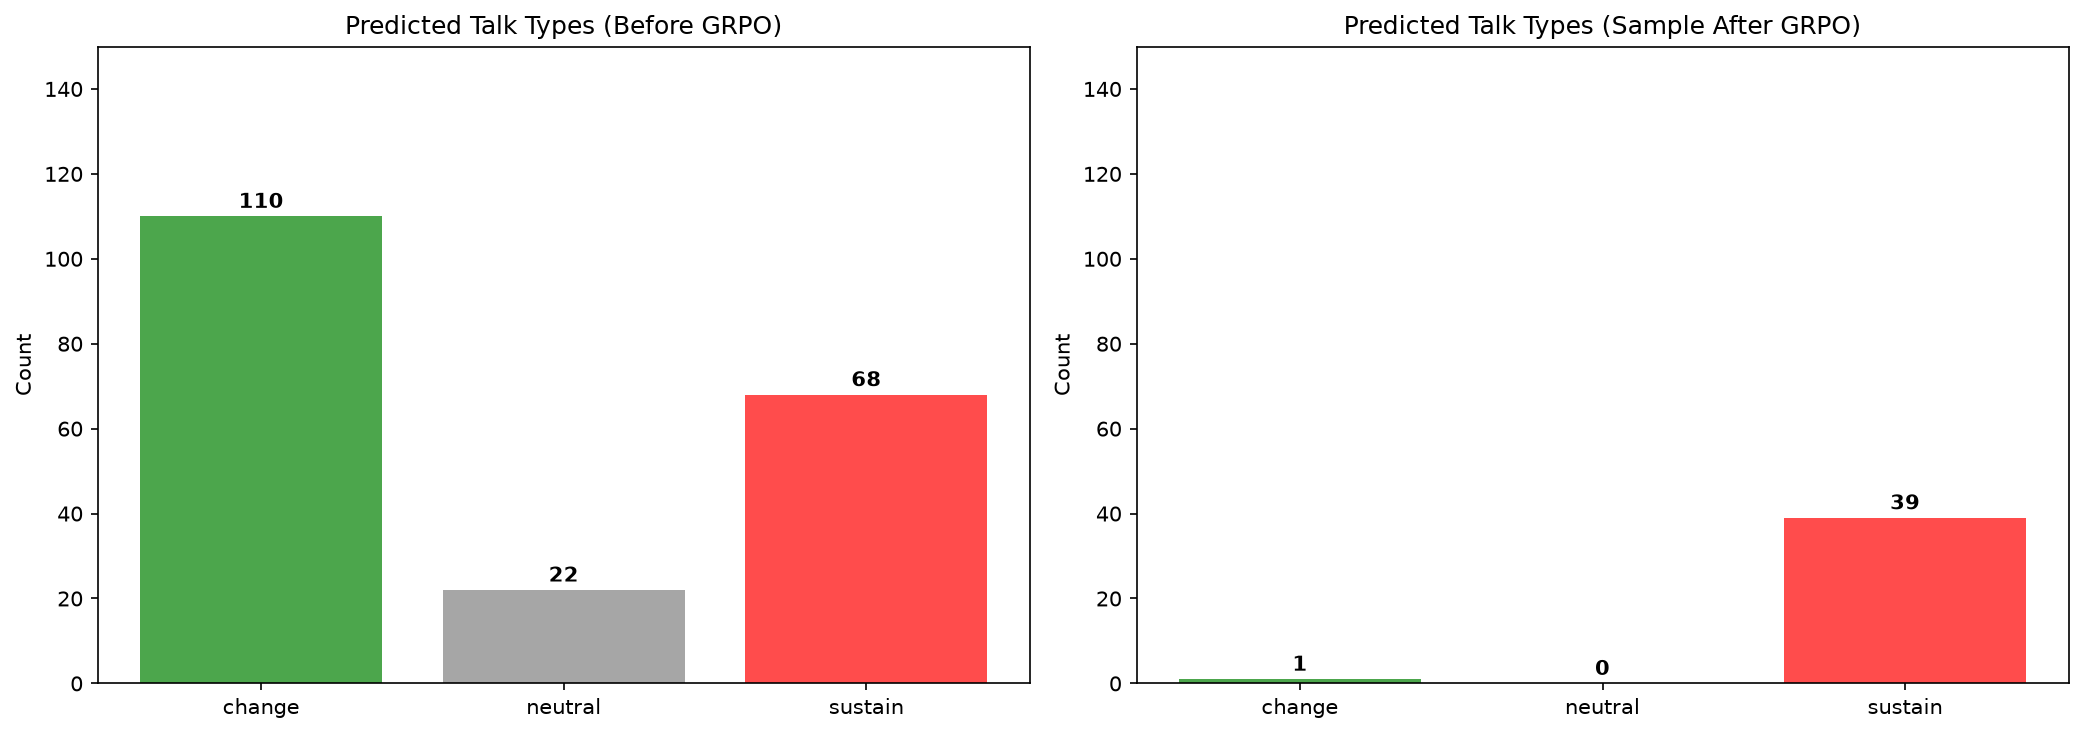 Predicted Talk Types (Before GRPO)
Count
140
120
100
80
60
40
20
0
110
22
68
change
neutral
sustain
Predicted Talk Types (Sample After GRPO)
Count
140
120
100
80
60
40
20
0
1
0
39
change
neutral
sustain